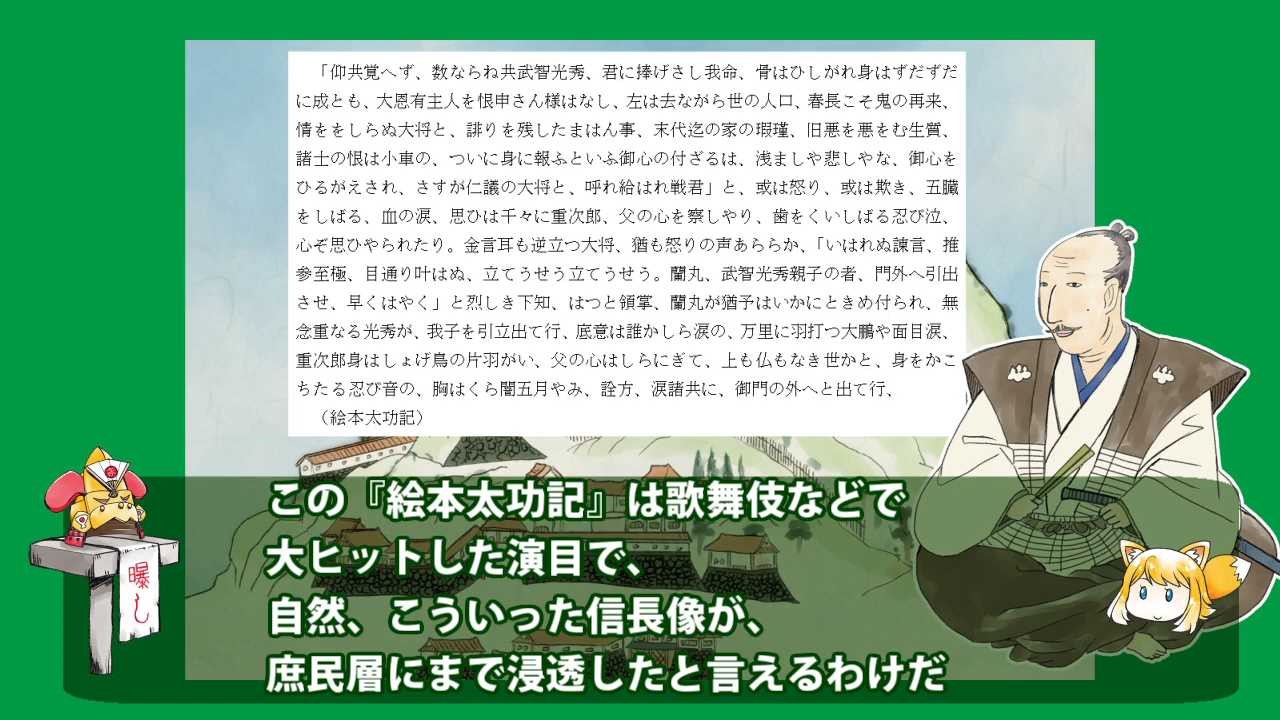 「仰共覚へず、数ならね共武智光秀、君に捧げさし我命、骨はひしがれ身はずだずだ
に成とも、大恩有主人を恨申さん様はなし、左は去ながら世の人口、春長こそ鬼の再来、
情ををしらぬ大将と、誹りを残したまはん事、末代迄の家の瑕瑾、旧悪を悪をむ生質、
諸士の恨は小車の、ついに身に報ふといふ御心の付ざるは、浅ましや悲しやな、御心を
ひるがえされ、さすが仁議の大将と、呼れ給はれ戦君」と、或は怒り、或は欺き、五臓
をしばる、血の涙、思ひは千々に重次郎、父の心を察しやり、歯をくいしばる忍び泣、
心ぞ思ひやられたり。金言耳も逆立つ大将、猶も怒りの声あららか、「いはれぬ諫言、推
参至極、目通り叶はぬ、立てうせう立てうせう。蘭丸、武智光秀親子の者、門外へ引出
させ、早くはやく」と烈しき下知、はつと領掌、蘭丸が猶予はいかにときめ付られ、無
念重なる光秀が、我子を引立出て行、底意は誰かしら涙の、万里に羽打つ大鵬や面目涙、
重次郎身はしょげ鳥の片羽がい、父の心はしらにぎて、上も仏もなき世かと、身をかこ
ちたる忍び音の、胸はくら闇五月やみ、詮方、涙諸共に、御門の外へと出て行、
（絵本太功記）
この『絵本太功記』は歌舞伎などで
大ヒットした演目で、
自然、こういった信長像が、
庶民層にまで浸透したと言えるわけだ
曝し